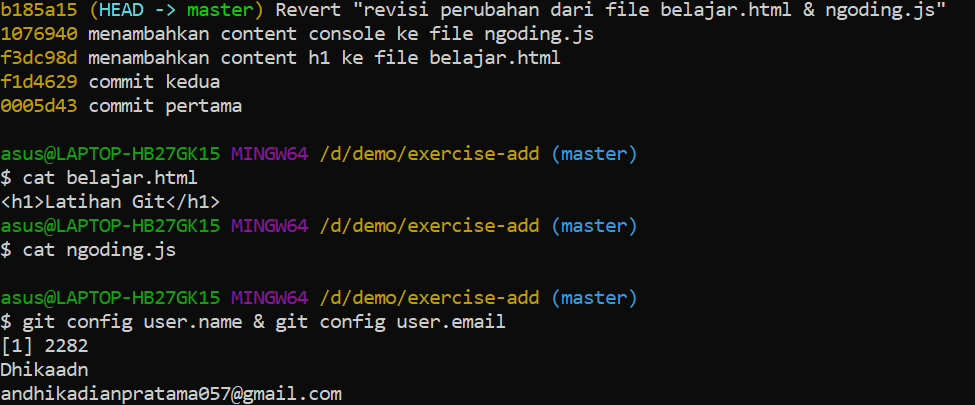 b185a15 (HEAD -> master) Revert "revisi perubahan dari file belajar.html & ngoding.js"
1076940 menambahkan content console ke file ngoding.js
f3dc98d menambahkan content h1 ke file belajar.html
f1d4629 commit kedua
0005d43 commit pertama
asus@LAPTOP-HB27GK15 MINGW64 /d/demo/exercise-add (master)
$ cat belajar.html
<h1>Latihan Git</h1>
asus@LAPTOP-HB27GK15 MINGW64 /d/demo/exercise-add (master)
$ cat ngoding.js
asus@LAPTOP-HB27GK15 MINGW64 /d/demo/exercise-add (master)
$ git config user.name & git config user.email
[1] 2282
Dhikaadn
andhikadianpratama057@gmail.com